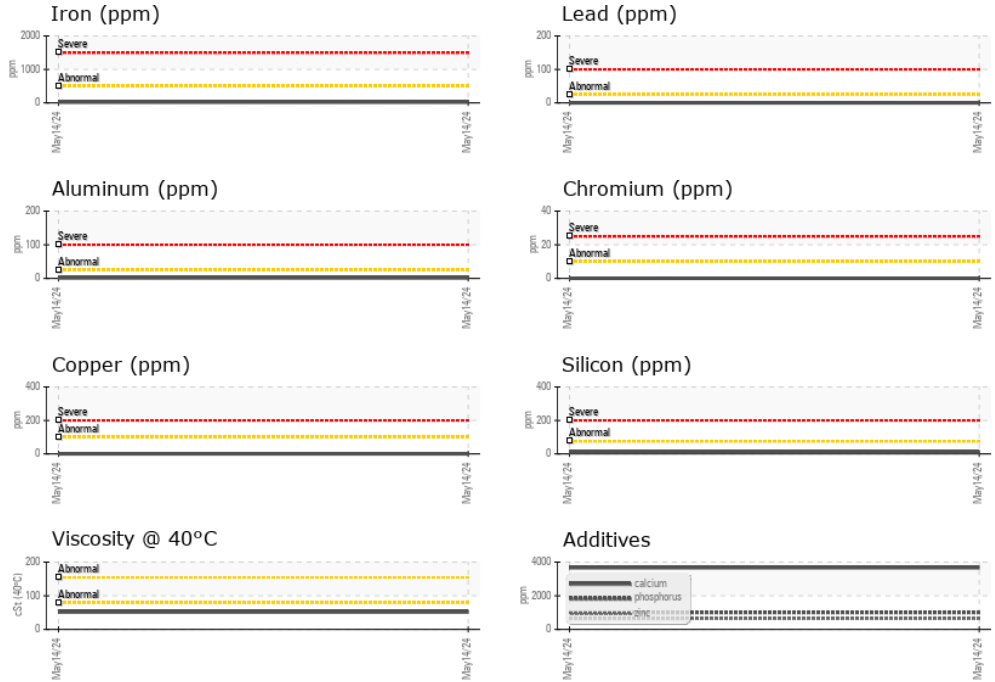 Iron (ppm)
2000
1000
0
ppm
Severe
Abnormal
May14/24
May14/24
Lead (ppm)
200
100
0
ppm
Severe
Abnormal
May14/24
May14/24
Aluminum (ppm)
200
100
0
ppm
Severe
Abnormal
May14/24
May14/24
Chromium (ppm)
40
20
0
ppm
Severe
Abnormal
May14/24
May14/24
Copper (ppm)
400
200
0
ppm
Severe
Abnormal
May14/24
May14/24
Silicon (ppm)
400
200
0
ppm
Severe
Abnormal
May14/24
May14/24
Viscosity @ 40°C
200
100
0
cSt (40°C)
Abnormal
Abnormal
May14/24
May14/24
Additives
4000
2000
0
ppm
calcium
phosphorus
zinc
May14/24
May14/24